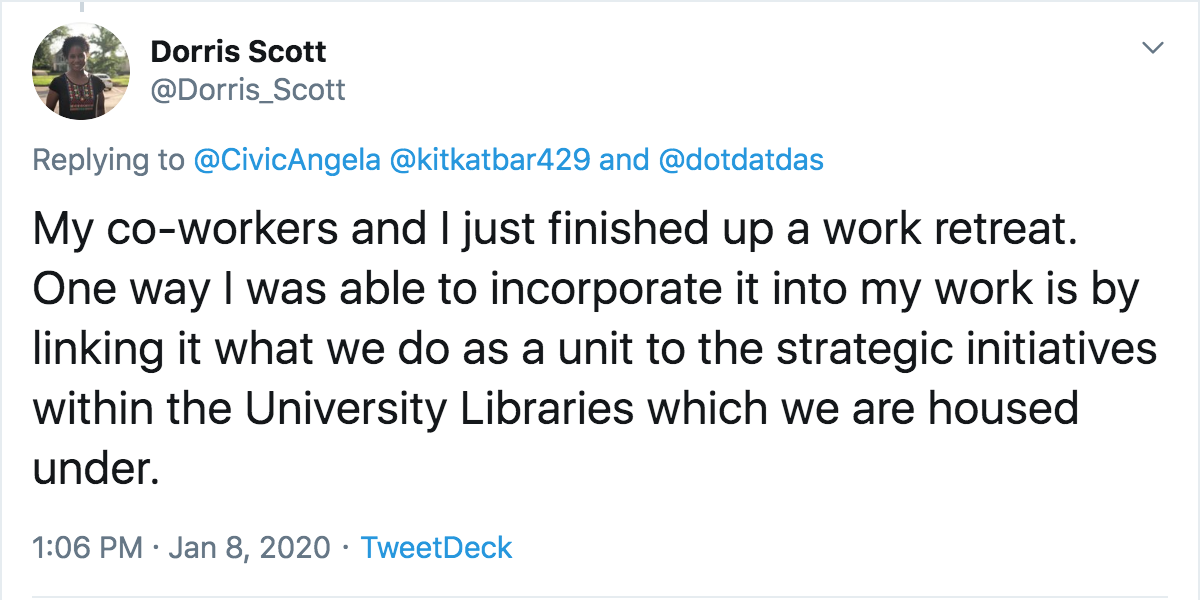 Dorris Scott
@Dorris_Scott
Replying to @CivicAngela @kitkatbar429 and @dotdatdas
My co-workers and I just finished up a work retreat.
One way I was able to incorporate it into my work is by
linking it what we do as a unit to the strategic initiatives
within the University Libraries which we are housed
under.
1:06 PM · Jan 8, 2020 · TweetDeck